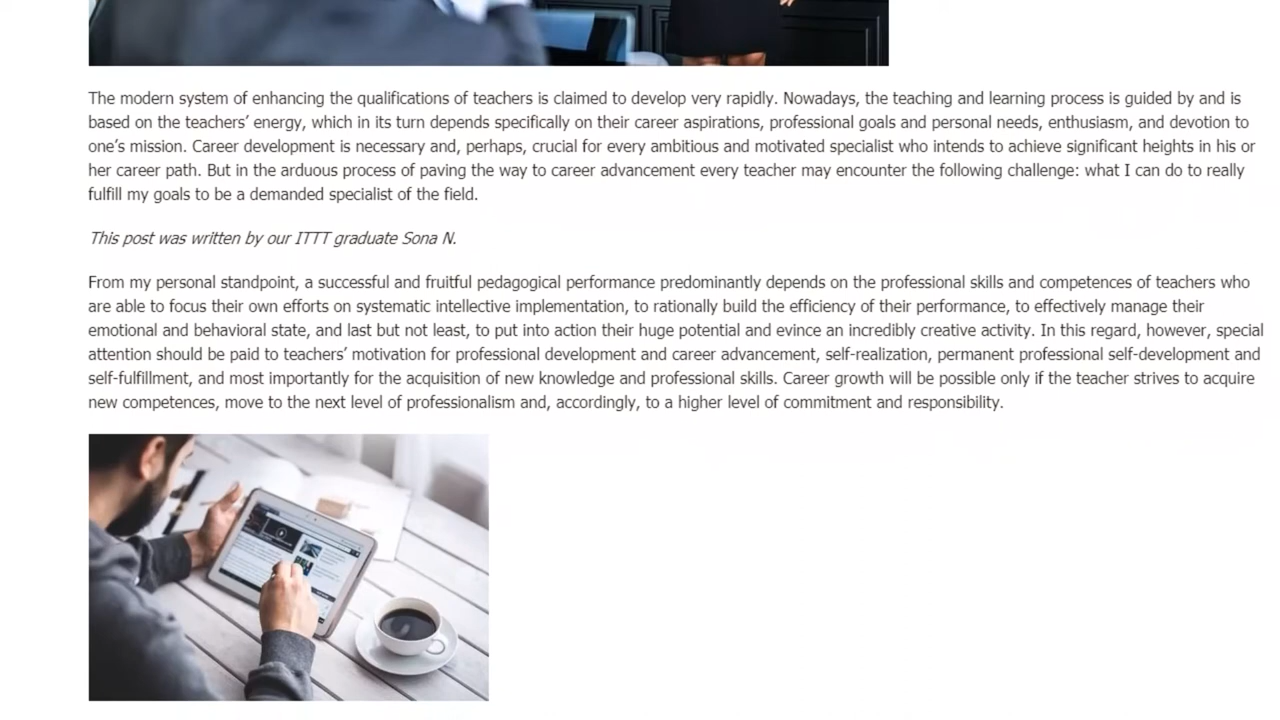 The modern system of enhancing the qualifications of teachers is claimed to develop very rapidly. Nowadays, the teaching and learning process is guided by and is
based on the teachers’ energy, which in its turn depends specifically on their career aspirations, professional goals and personal needs, enthusiasm, and devotion to
one’s mission. Career development is necessary and, perhaps, crucial for every ambitious and motivated specialist who intends to achieve significant heights in his or
her career path. But in the arduous process of paving the way to career advancement every teacher may encounter the following challenge: what I can do to really
fulfill my goals to be a demanded specialist of the field.
This post was written by our ITTT graduate Sona N.
From my personal standpoint, a successful and fruitful pedagogical performance predominantly depends on the professional skills and competences of teachers who
are able to focus their own efforts on systematic intellective implementation, to rationally build the efficiency of their performance, to effectively manage their
emotional and behavioral state, and last but not least, to put into action their huge potential and evince an incredibly creative activity. In this regard, however, special
attention should be paid to teachers’ motivation for professional development and career advancement, self-realization, permanent professional self-development and
self-fulfillment, and most importantly for the acquisition of new knowledge and professional skills. Career growth will be possible only if the teacher strives to acquire
new competences, move to the next level of professionalism and, accordingly, to a higher level of commitment and responsibility.